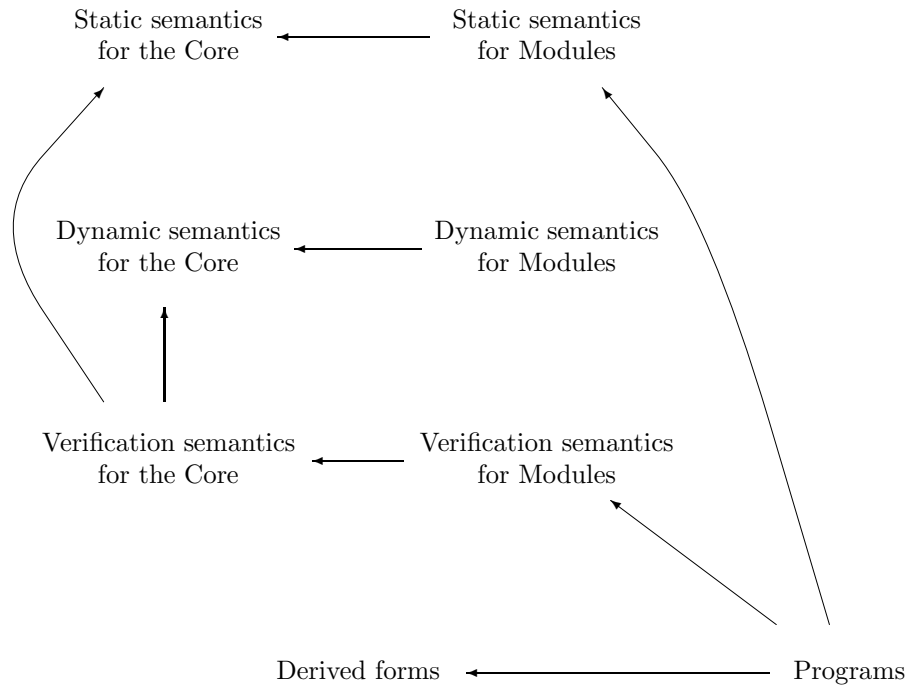 Static semantics
for the Core
Static semantics
for Modules
Dynamic semantics
for the Core
Dynamic semantics
for Modules
Verification semantics
for the Core
Verification semantics
for Modules
Derived forms
Programs